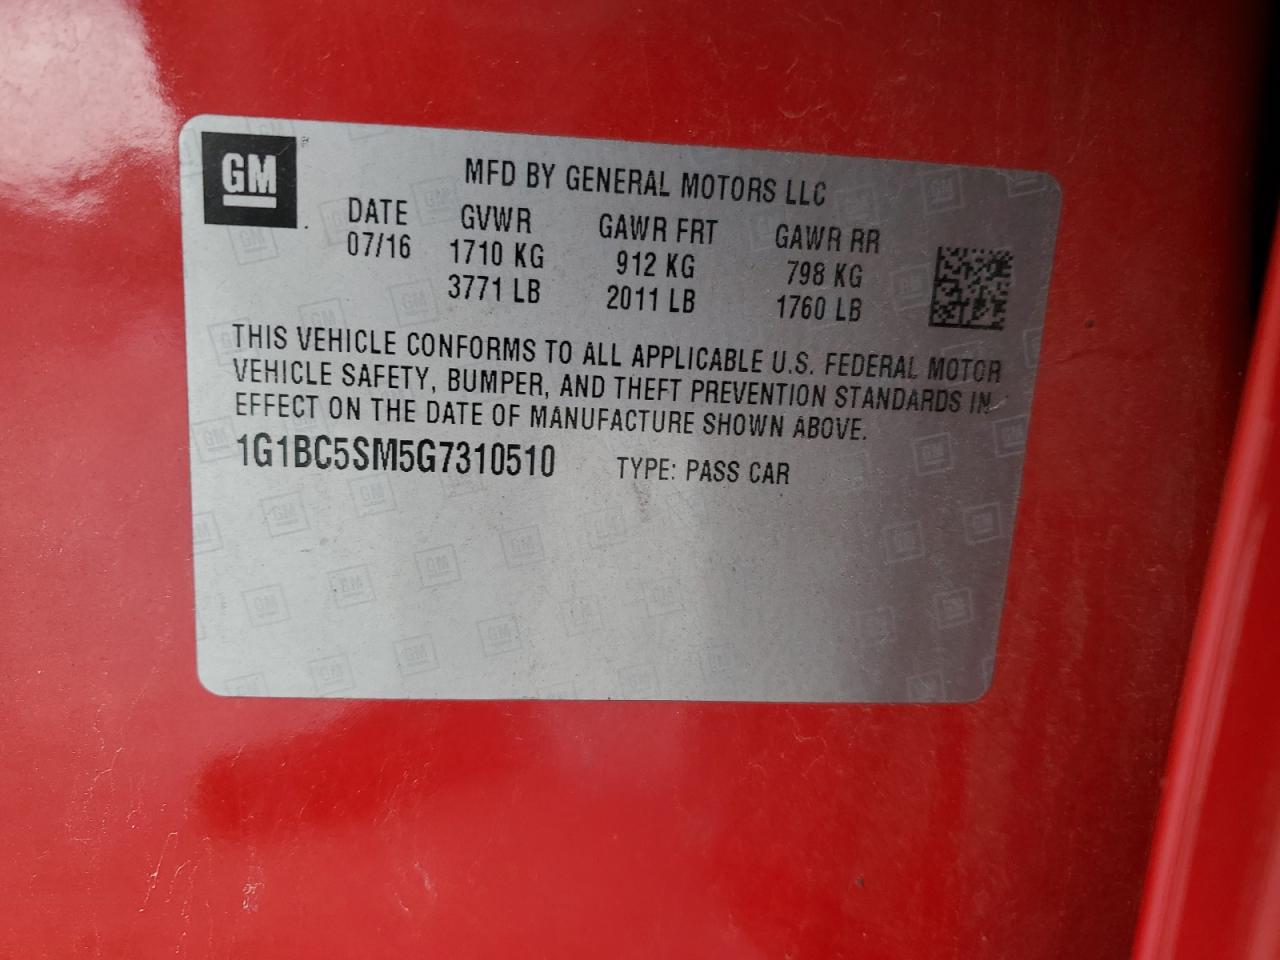 GM
MFD BY GENERAL MOTORS LLC
DATE GVWR GAWR FRT GAWR RR
07/16 1710 KG 912 KG 798 KG
3771 LB 2011 LB 1760 LB
THIS VEHICLE CONFORMS TO ALL APPLICABLE U.S. FEDERAL MOTOR
VEHICLE SAFETY, BUMPER, AND THEFT PREVENTION STANDARDS IN
EFFECT ON THE DATE OF MANUFACTURE SHOWN ABOVE.
1G1BC5SM5G7310510 TYPE: PASS CAR